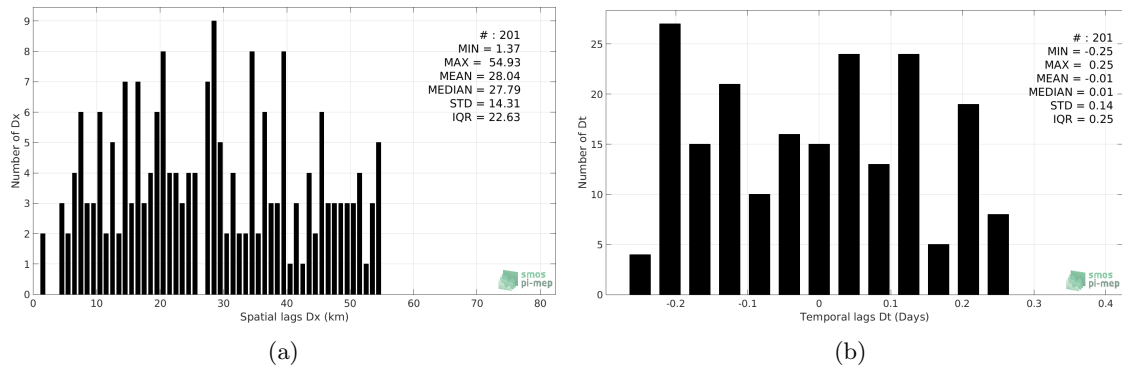 9
8
7
6
5
4
3
2
1
0
Number of Dx
# : 201
MIN = 1.37
MAX = 54.93
MEAN = 28.04
MEDIAN = 27.79
STD = 14.31
IQR = 22.63
smos
pi-mep
0 10 20 30 40 50 60 70 80
Spatial lags Dx (km)
(a)
25
20
15
10
5
0
Number of Dt
# : 201
MIN = -0.25
MAX = 0.25
MEAN = -0.01
MEDIAN = 0.01
STD = 0.14
IQR = 0.25
smos
pi-mep
-0.2 -0.1 0 0.1 0.2 0.3 0.4
Temporal lags Dt (Days)
(b)